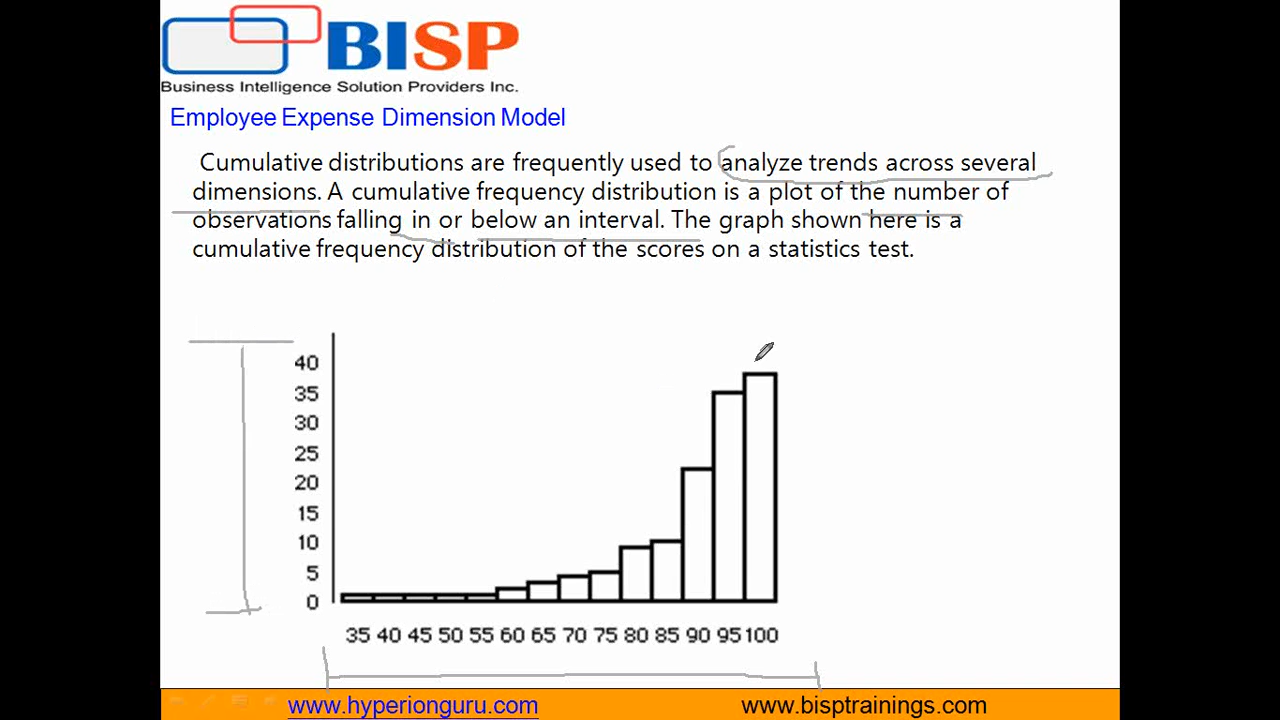 BISP
Business Intelligence Solution Providers Inc.
Employee Expense Dimension Model
Cumulative distributions are frequently used to analyze trends across several
dimensions. A cumulative frequency distribution is a plot of the number of
observations falling in or below an interval. The graph shown here is a
cumulative frequency distribution of the scores on a statistics test.
40
35
30
25
20
15
10
5
0
35 40 45 50 55 60 65 70 75 80 85 90 95 100
www.hyperionguru.com www.bisptrainings.com